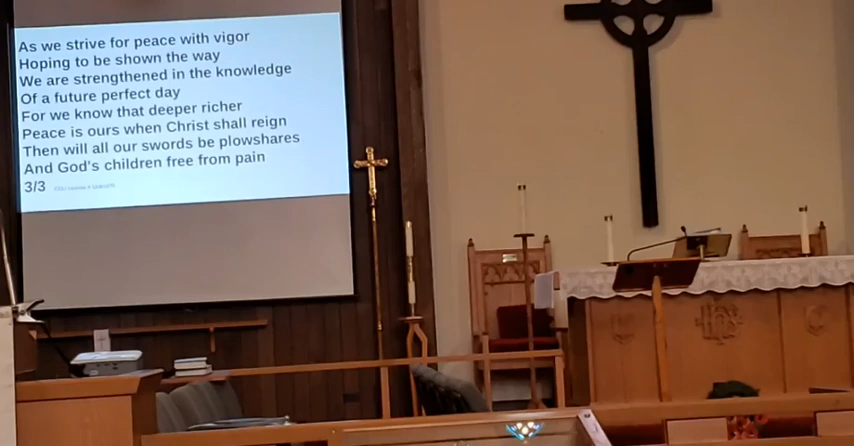 As we strive for peace with vigor
Hoping to be shown the way
We are strengthened in the knowledge
Of a future perfect day
For we know that deeper richer
Peace is ours when Christ shall reign
Then will all our swords be plowshares
And God's children free from pain
3/3
IHS